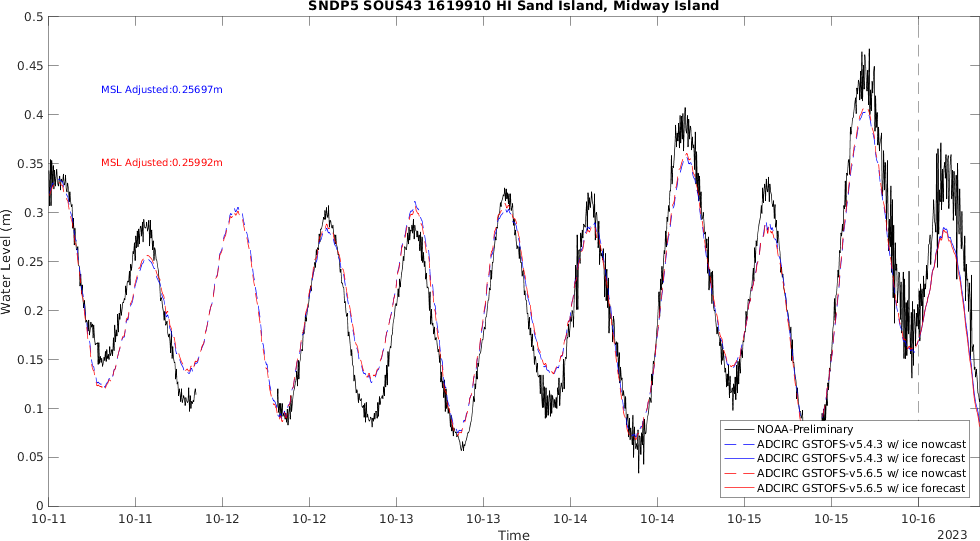 SNDP5 SOUS43 1619910 HI Sand Island, Midway Island
0.5
0.45
0.4
0.35
0.3
0.25
0.2
0.15
0.1
0.05
0
Water Level (m)
MSL Adjusted:0.25697m
MSL Adjusted:0.25992m
NOAA-Preliminary
ADCIRC GSTOFS-v5.4.3 w/ ice nowcast
ADCIRC GSTOFS-v5.4.3 w/ ice forecast
ADCIRC GSTOFS-v5.6.5 w/ ice nowcast
ADCIRC GSTOFS-v5.6.5 w/ ice forecast
10-11 10-11 10-12 10-12 10-13 10-13 10-14 10-14 10-15 10-15 10-16
Time
2023